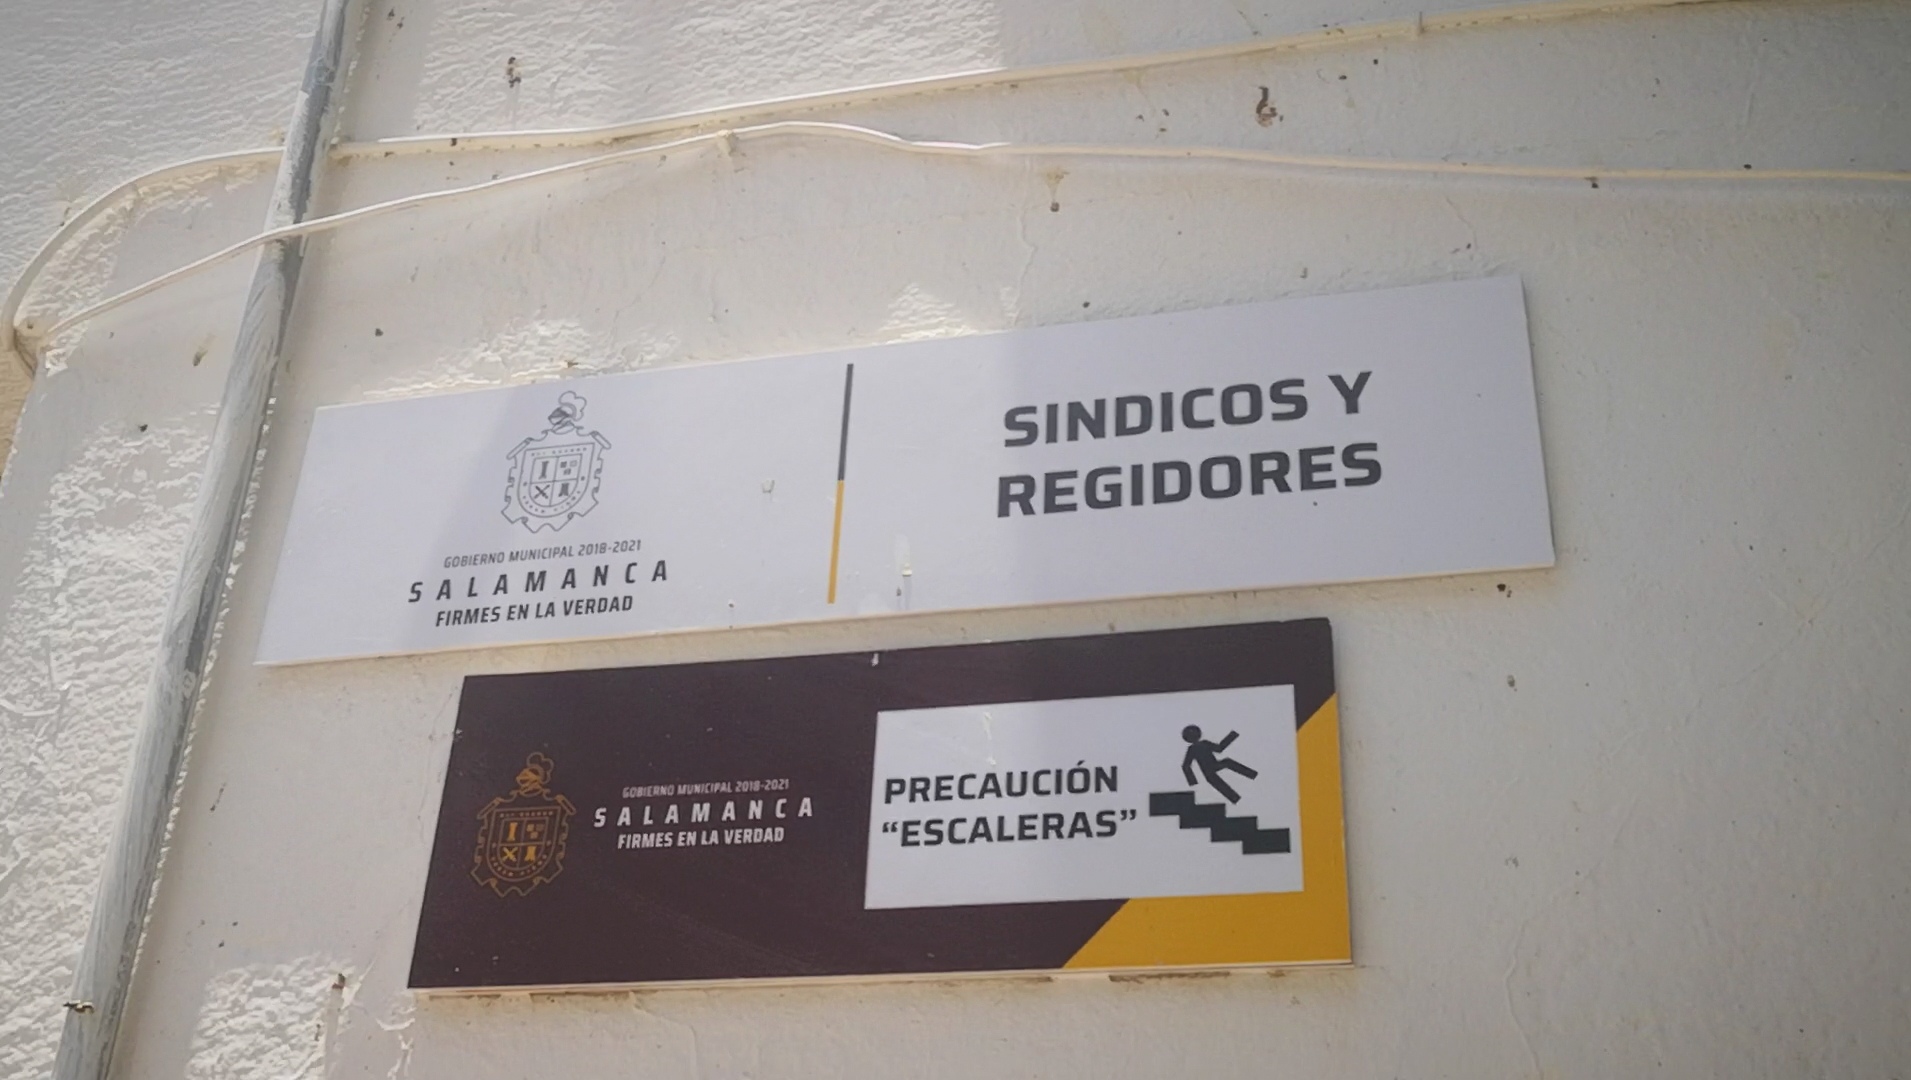 GOBIERNO MUNICIPAL 2018-2021
SALAMANCA
FIRMES EN LA VERDAD
SINDICOS Y
REGIDORES
GOBIERNO MUNICIPAL 2018-2021
SALAMANCA
FIRMES EN LA VERDAD
PRECAUCIÓN
“ESCALERAS”